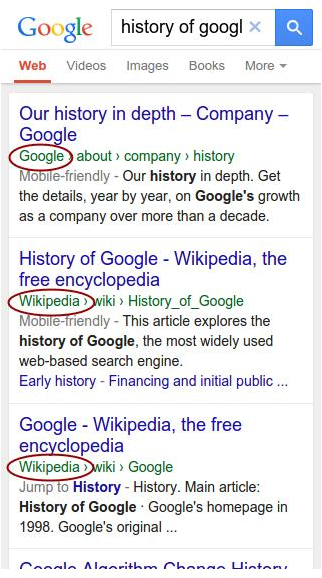 Google
history of googl
Web Videos Images Books More
Our history in depth – Company –
Google
Google › about › company › history
Mobile-friendly - Our history in depth. Get
the details, year by year, on Google's growth
as a company over more than a decade.
History of Google - Wikipedia, the
free encyclopedia
Wikipedia › wiki › History_of_Google
Mobile-friendly - This article explores the
history of Google, the most widely used
web-based search engine.
Early history - Financing and initial public ...
Google - Wikipedia, the free
encyclopedia
Wikipedia › wiki › Google
Jump to History - History. Main article:
History of Google · Google's homepage in
1998. Google's original ...
Google Algorithm Change History